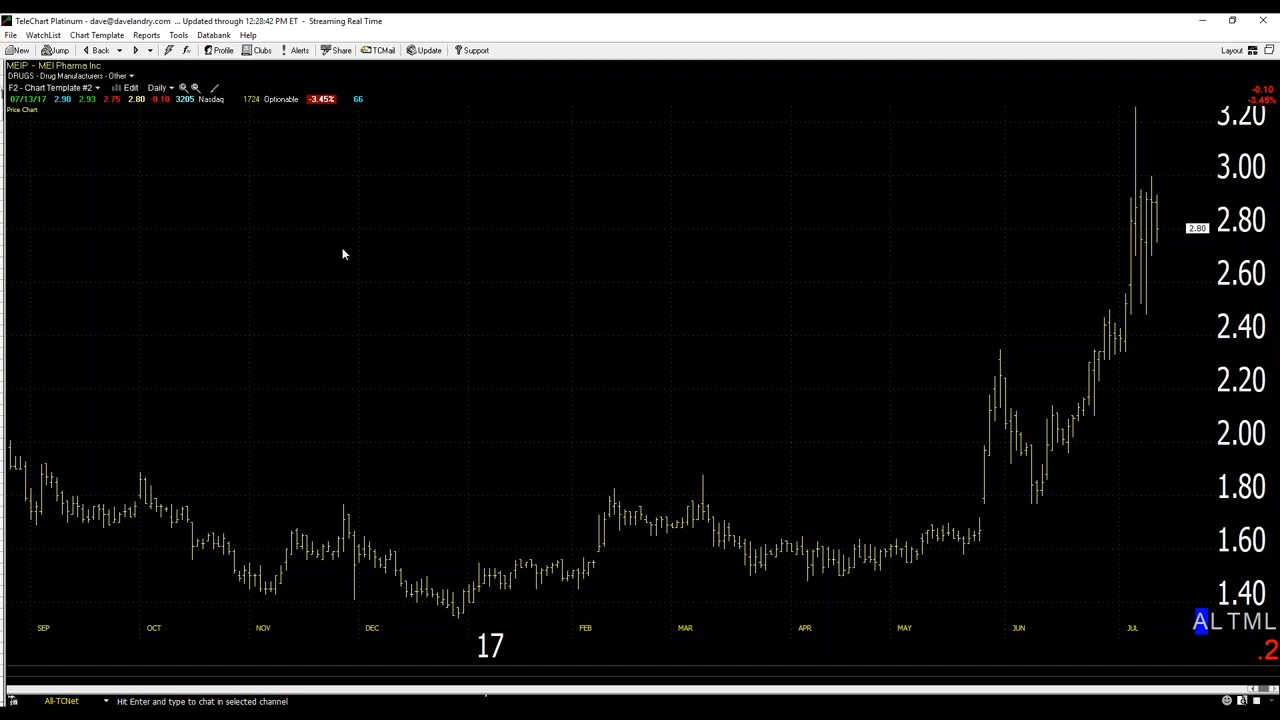 TeleChart Platinum - dave@davelandry.com ... Updated through 12:28:42 PM ET - Streaming Real Time
File WatchList Chart Template Reports Tools Databank Help
New Jump Back Profile Clubs Alerts Share TCMail Update Support Layout
MEIP - MEI Pharma Inc
DRUGS - Drug Manufacturers - Other
F2 - Chart Template #2 Edit Daily
07/13/17 2.90 2.93 2.75 2.80 -0.10 3205 Nasdaq 1724 Optionable -3.45% 66
-0.10
-3.45%
Price Chart
3.20
3.00
2.80
2.80
2.60
2.40
2.20
2.00
1.80
1.60
1.40
ALTML
SEP OCT NOV DEC FEB MAR APR MAY JUN JUL
17
.2
All-TCNet Hit Enter and type to chat in selected channel